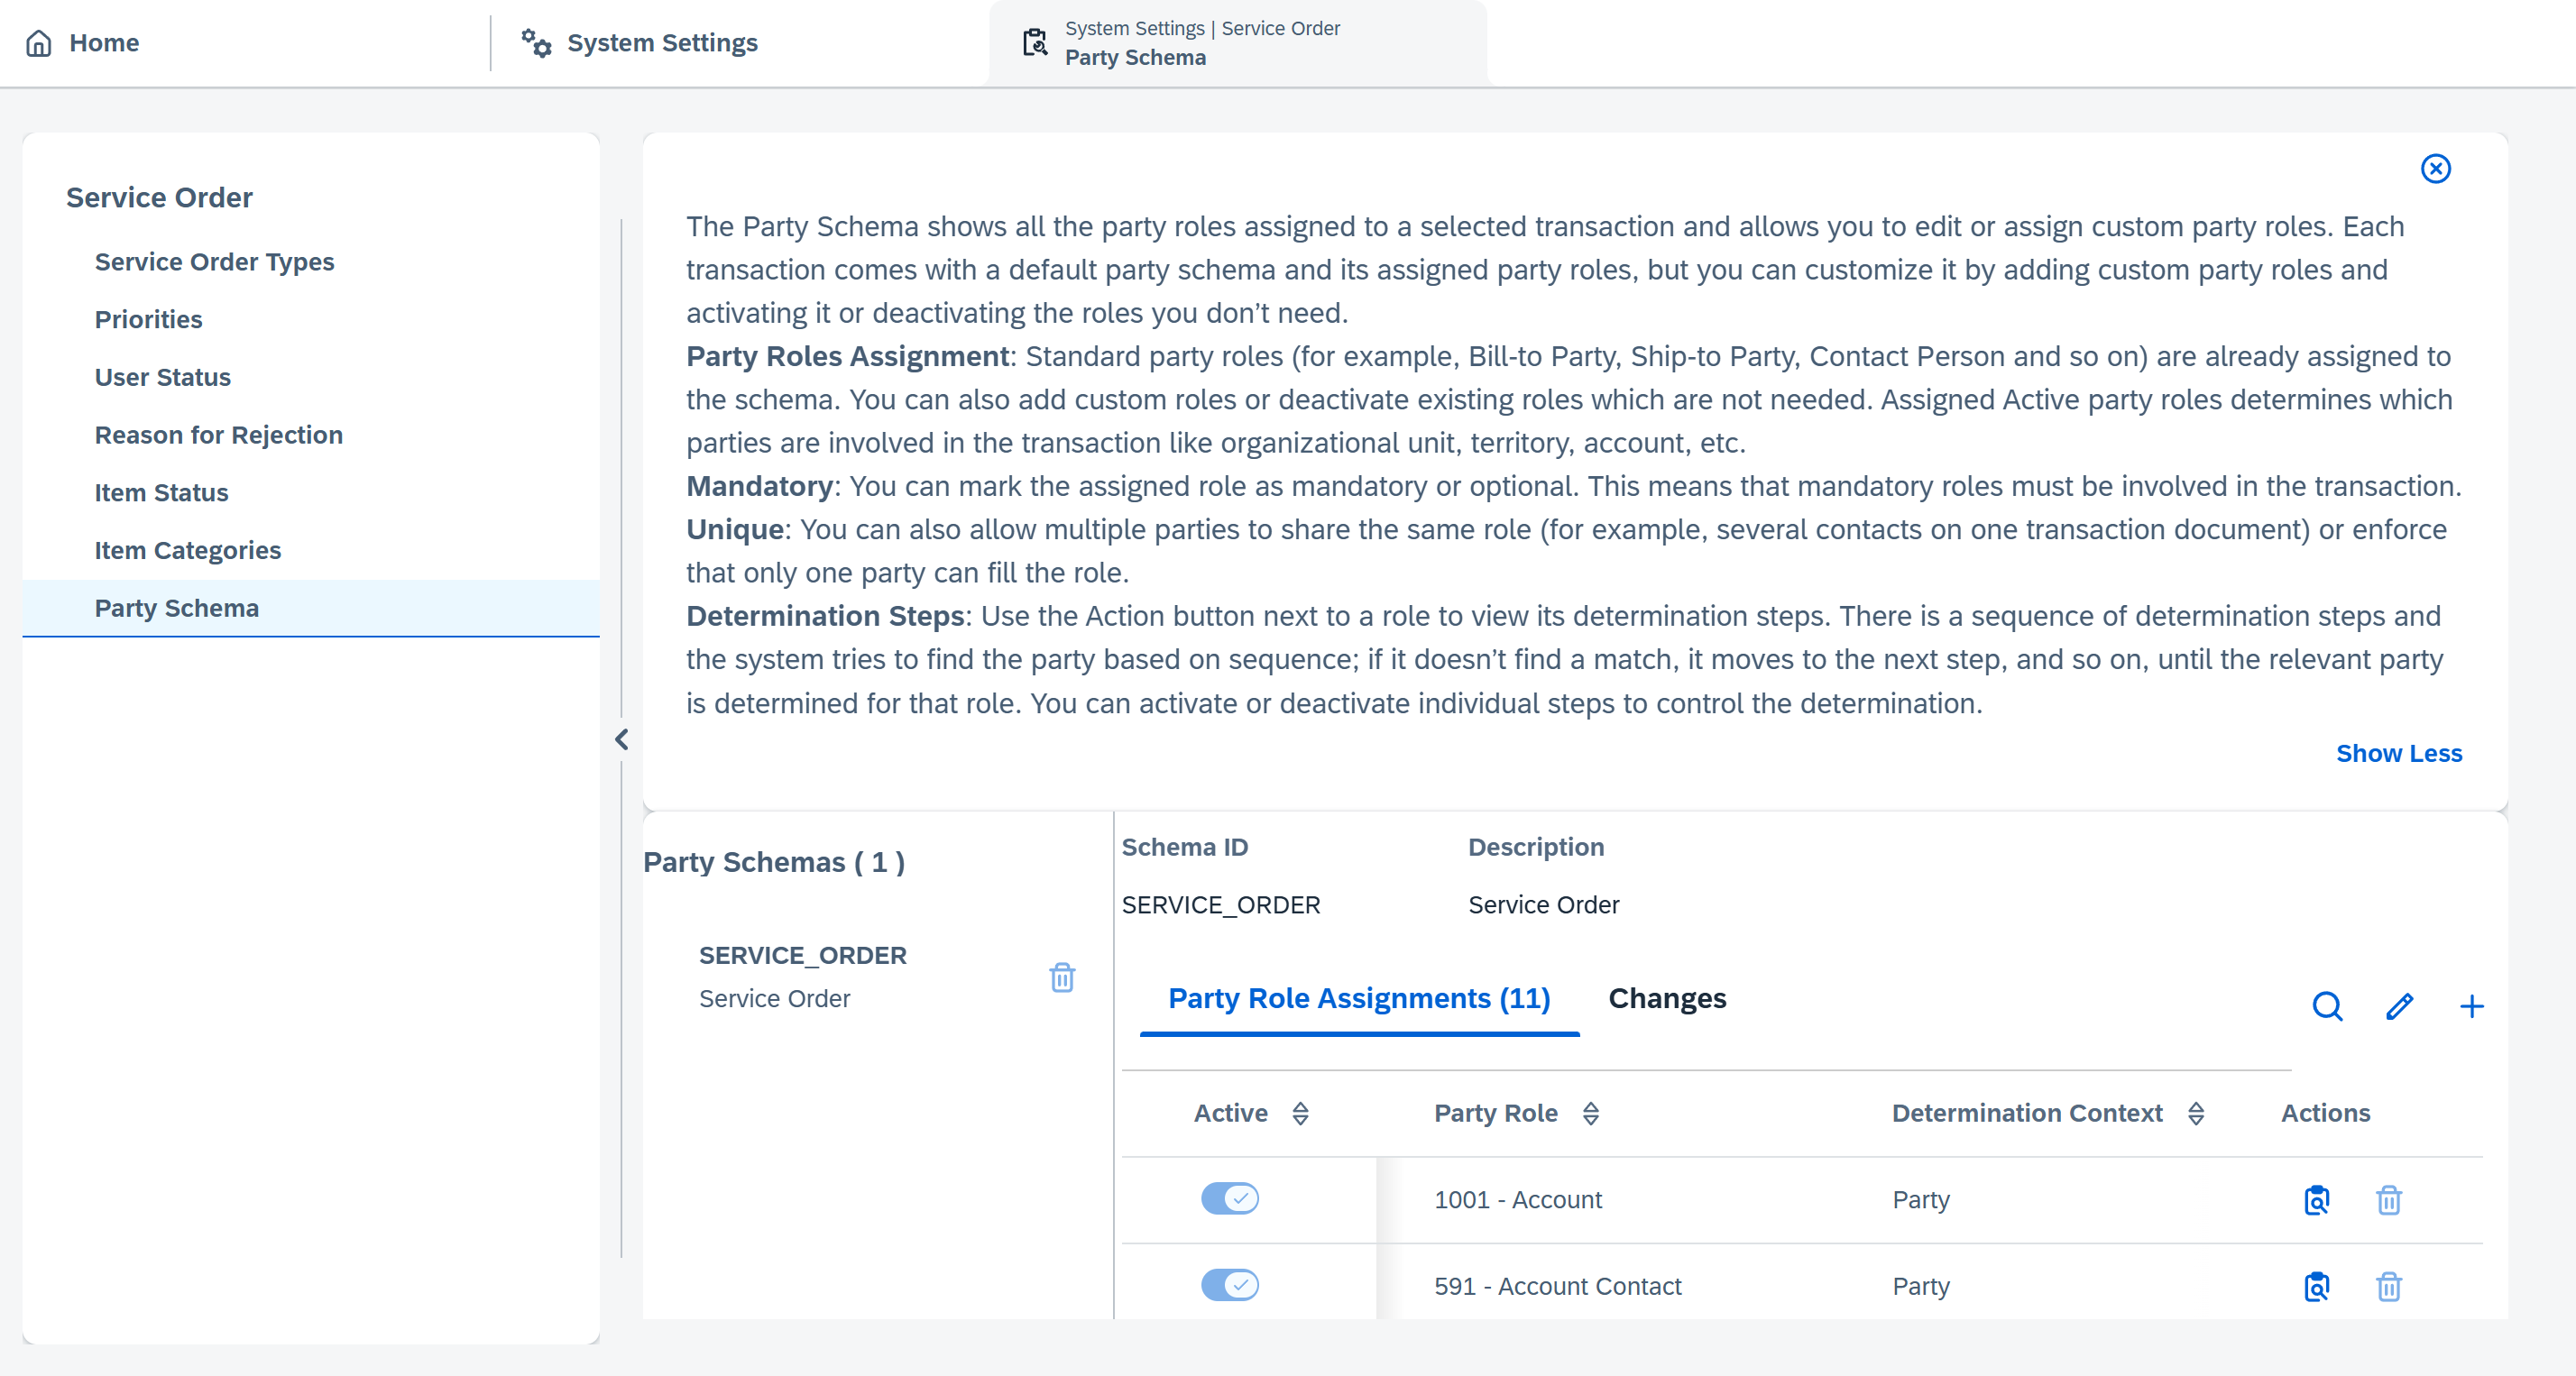 Home
System Settings
System Settings | Service Order
Party Schema
Service Order
Service Order Types
Priorities
User Status
Reason for Rejection
Item Status
Item Categories
Party Schema
The Party Schema shows all the party roles assigned to a selected transaction and allows you to edit or assign custom party roles. Each
transaction comes with a default party schema and its assigned party roles, but you can customize it by adding custom party roles and
activating it or deactivating the roles you don’t need.
Party Roles Assignment: Standard party roles (for example, Bill-to Party, Ship-to Party, Contact Person and so on) are already assigned to
the schema. You can also add custom roles or deactivate existing roles which are not needed. Assigned Active party roles determines which
parties are involved in the transaction like organizational unit, territory, account, etc.
Mandatory: You can mark the assigned role as mandatory or optional. This means that mandatory roles must be involved in the transaction.
Unique: You can also allow multiple parties to share the same role (for example, several contacts on one transaction document) or enforce
that only one party can fill the role.
Determination Steps: Use the Action button next to a role to view its determination steps. There is a sequence of determination steps and
the system tries to find the party based on sequence; if it doesn’t find a match, it moves to the next step, and so on, until the relevant party
is determined for that role. You can activate or deactivate individual steps to control the determination.
Show Less
Party Schemas ( 1 )
SERVICE_ORDER
Service Order
Schema ID Description
SERVICE_ORDER Service Order
Party Role Assignments (11) Changes
Active Party Role Determination Context Actions
1001 - Account Party
591 - Account Contact Party